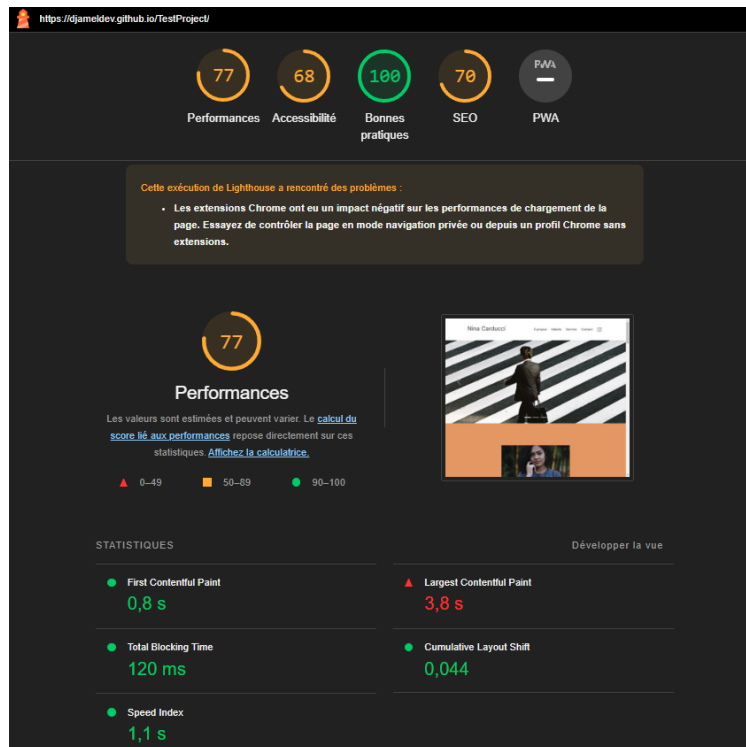 https://djameldev.github.io/TestProject/
77
68
100
70
PWA
Performances
Accessibilité
Bonnes
pratiques
SEO
PWA
Cette exécution de Lighthouse a rencontré des problèmes :
• Les extensions Chrome ont eu un impact négatif sur les performances de chargement de la
page. Essayez de contrôler la page en mode navigation privée ou depuis un profil Chrome sans
extensions.
77
Performances
Les valeurs sont estimées et peuvent varier. Le calcul du
score lié aux performances repose directement sur ces
statistiques. Affichez la calculatrice.
0–49
50–89
90–100
Nina Carducci
STATISTIQUES
Développer la vue
First Contentful Paint
0,8 s
Largest Contentful Paint
3,8 s
Total Blocking Time
120 ms
Cumulative Layout Shift
0,044
Speed Index
1,1 s